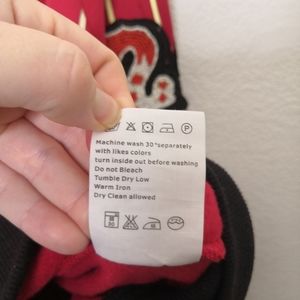 Machine wash 30°separately
with likes colors
turn inside out before washing
Do not Bleach
Tumble Dry Low
Warm Iron
Dry Clean allowed